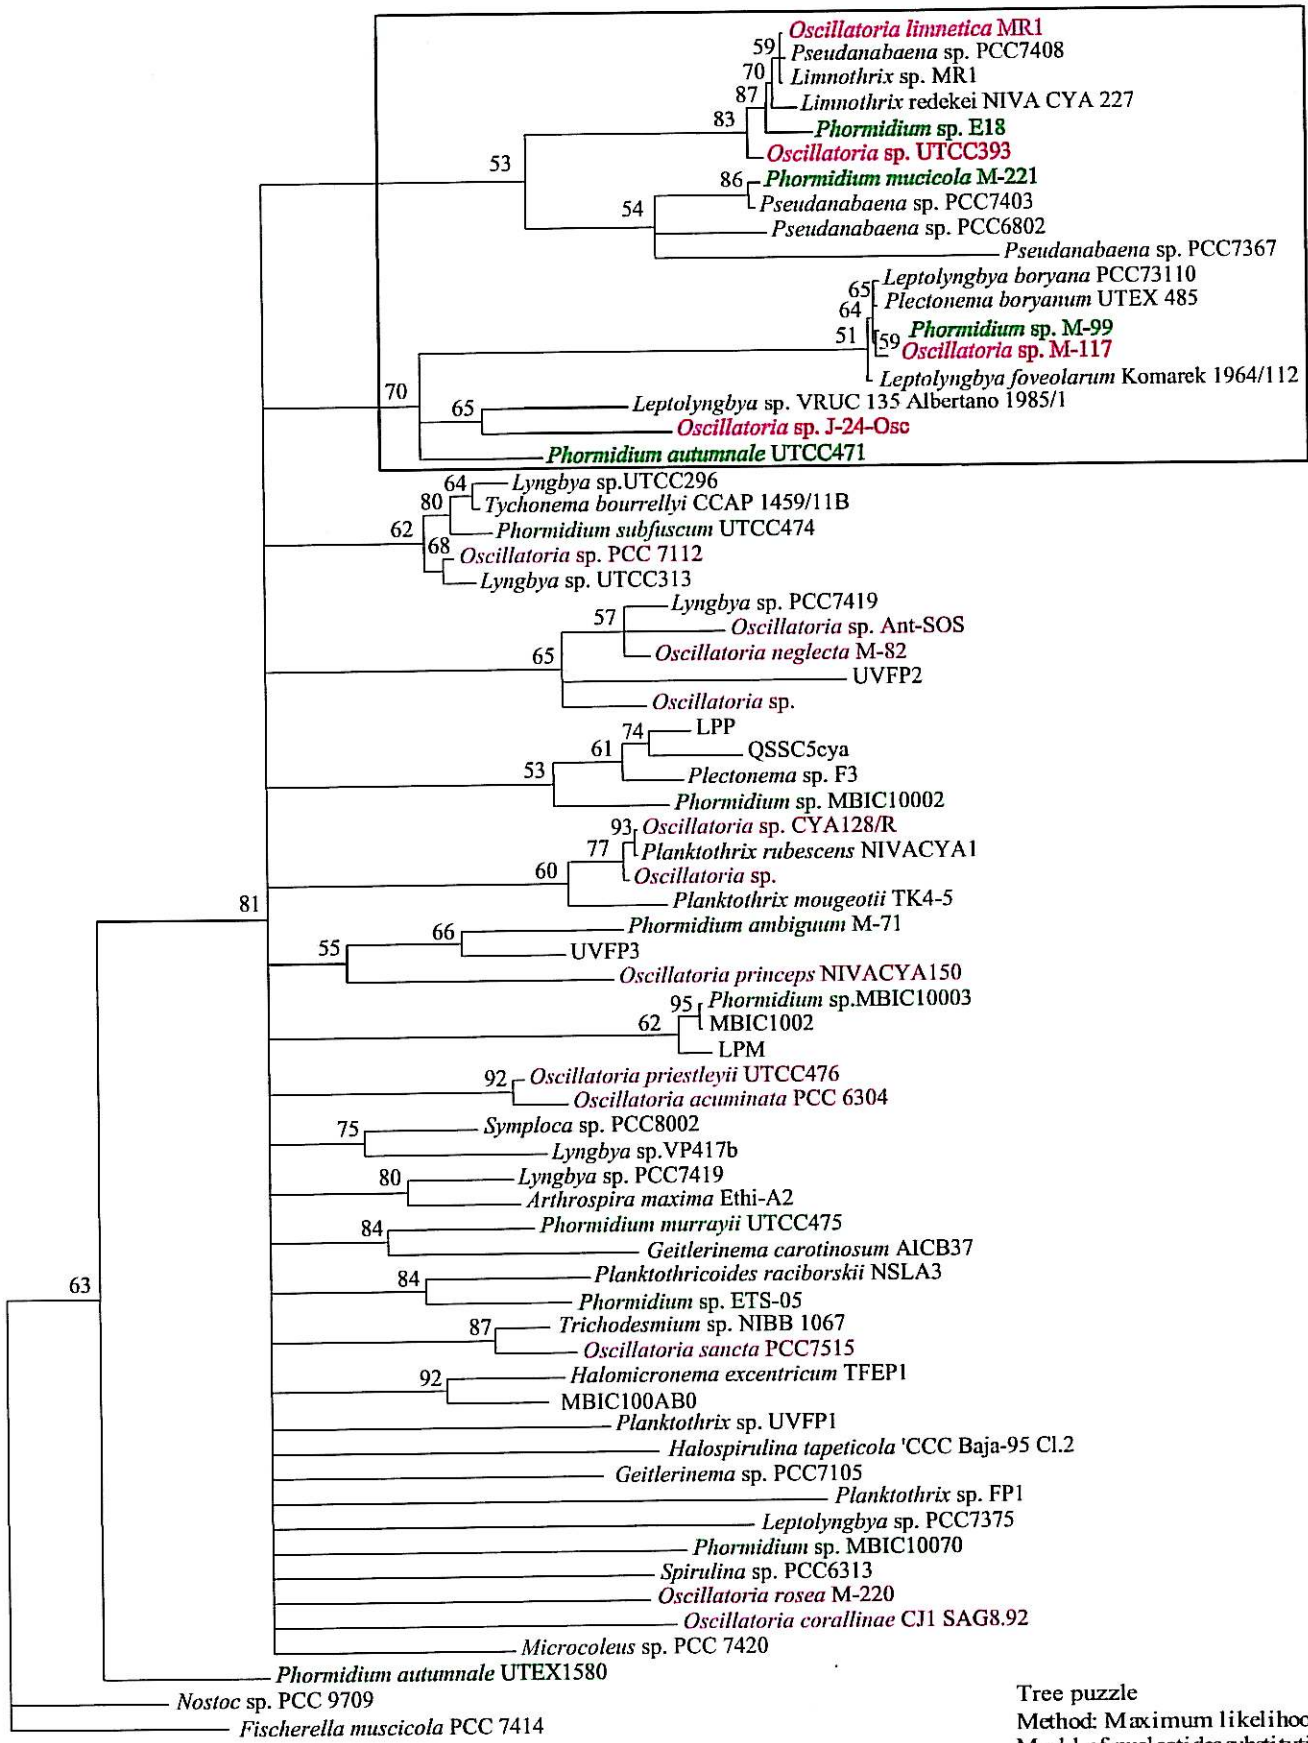 Oscillatoria limnetica MR1
59
Pseudanabaena sp. PCC7408
70
Limnothrix sp. MR1
87
Limnothrix redekei NIVA CYA 227
83
Phormidium sp. E18
Oscillatoria sp. UTCC393
53
86
Phormidium mucicola M-221
54
Pseudanabaena sp. PCC7403
Pseudanabaena sp. PCC6802
Pseudanabaena sp. PCC7367
Leptolyngbya boryana PCC73110
65
Plectonema boryanum UTEX 485
64
Phormidium sp. M-99
51
59
Oscillatoria sp. M-117
Leptolyngbya foveolarum Komarek 1964/112
70
Leptolyngbya sp. VRUC 135 Albertano 1985/1
65
Oscillatoria sp. J-24-Osc
Phormidium autumnale UTCC471
64
Lyngbya sp.UTCC296
80
Tychonema bourrellyi CCAP 1459/11B
62
Phormidium subfuscum UTCC474
68
Oscillatoria sp. PCC 7112
Lyngbya sp. UTCC313
Lyngbya sp. PCC7419
57
Oscillatoria sp. Ant-SOS
65
Oscillatoria neglecta M-82
UVFP2
Oscillatoria sp.
74
LPP
61
QSSC5cya
53
Plectonema sp. F3
Phormidium sp. MBIC10002
93
Oscillatoria sp. CYA128/R
77
Planktothrix rubescens NIVACYA1
60
Oscillatoria sp.
Planktothrix mougeotii TK4-5
81
Phormidium ambiguum M-71
66
55
UVFP3
Oscillatoria princeps NIVACYA150
95
Phormidium sp.MBIC10003
62
MBIC1002
LPM
92
Oscillatoria priestleyii UTCC476
Oscillatoria acuminata PCC 6304
75
Symploca sp. PCC8002
Lyngbya sp.VP417b
80
Lyngbya sp. PCC7419
Arthrospira maxima Ethi-A2
84
Phormidium murrayii UTCC475
Geitlerinema carotinosum AICB37
63
84
Planktothricoides raciborskii NSLA3
Phormidium sp. ETS-05
87
Trichodesmium sp. NIBB 1067
Oscillatoria sancta PCC7515
92
Halomicronema excentricum TFEP1
MBIC100AB0
Planktothrix sp. UVFP1
Halospirulina tapeticola 'CCC Baja-95 Cl.2
Geitlerinema sp. PCC7105
Planktothrix sp. FP1
Leptolyngbya sp. PCC7375
Phormidium sp. MBIC10070
Spirulina sp. PCC6313
Oscillatoria rosea M-220
Oscillatoria corallinae CJ1 SAG8.92
Microcoleus sp. PCC 7420
Phormidium autumnale UTEX1580
Nostoc sp. PCC 9709
Fischerella muscicola PCC 7414
Tree puzzle
Method: Maximum likelihoo